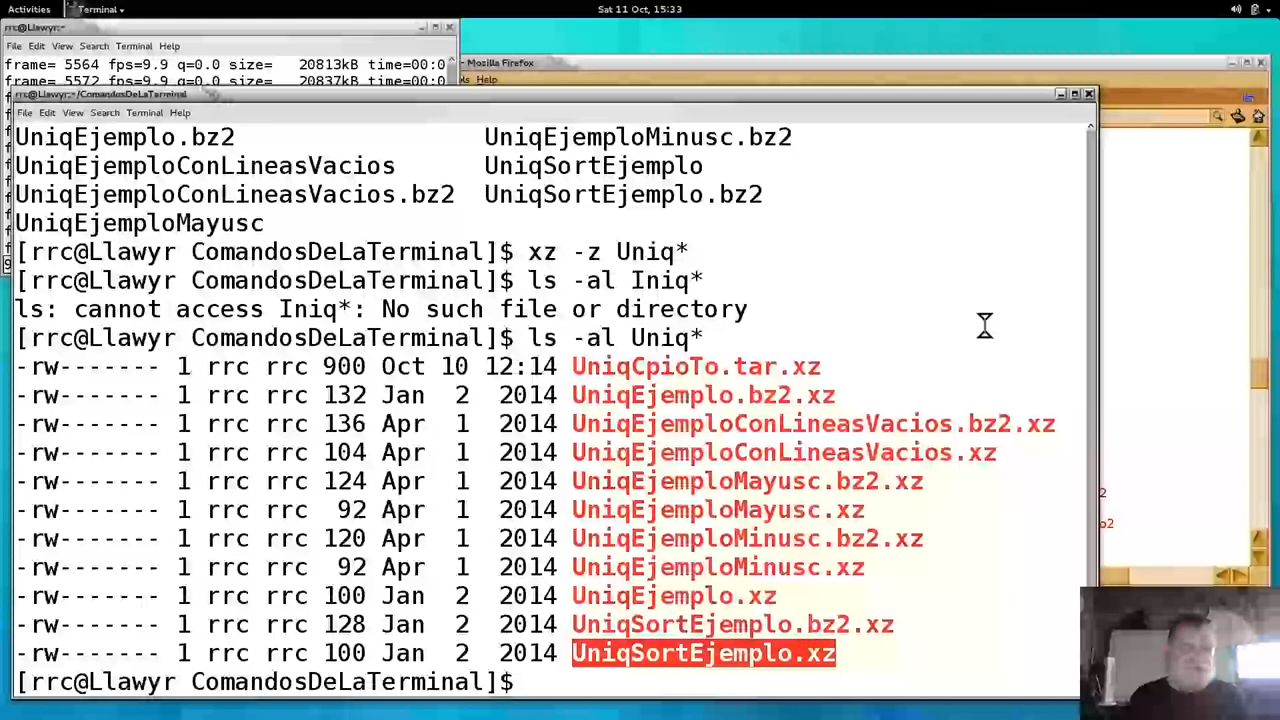 Activities Terminal Sat 11 Oct, 15:33
rrc@Llawyr:~
File Edit View Search Terminal Help
frame= 5564 fps=9.9 q=0.0 size= 20813kB time=00:0
frame= 5572 fps=9.9 q=0.0 size= 20837kB time=00:0
- Mozilla Firefox
Help
rrc@Llawyr:~/ComandosDeLaTerminal
File Edit View Search Terminal Help
UniqEjemplo.bz2 UniqEjemploMinusc.bz2
UniqEjemploConLineasVacios UniqSortEjemplo
UniqEjemploConLineasVacios.bz2 UniqSortEjemplo.bz2
UniqEjemploMayusc
[rrc@Llawyr ComandosDeLaTerminal]$ xz -z Uniq*
[rrc@Llawyr ComandosDeLaTerminal]$ ls -al Iniq*
ls: cannot access Iniq*: No such file or directory
[rrc@Llawyr ComandosDeLaTerminal]$ ls -al Uniq*
-rw------- 1 rrc rrc 900 Oct 10 12:14 UniqCpioTo.tar.xz
-rw------- 1 rrc rrc 132 Jan 2 2014 UniqEjemplo.bz2.xz
-rw------- 1 rrc rrc 136 Apr 1 2014 UniqEjemploConLineasVacios.bz2.xz
-rw------- 1 rrc rrc 104 Apr 1 2014 UniqEjemploConLineasVacios.xz
-rw------- 1 rrc rrc 124 Apr 1 2014 UniqEjemploMayusc.bz2.xz
-rw------- 1 rrc rrc 92 Apr 1 2014 UniqEjemploMayusc.xz
-rw------- 1 rrc rrc 120 Apr 1 2014 UniqEjemploMinusc.bz2.xz
-rw------- 1 rrc rrc 92 Apr 1 2014 UniqEjemploMinusc.xz
-rw------- 1 rrc rrc 100 Jan 2 2014 UniqEjemplo.xz
-rw------- 1 rrc rrc 128 Jan 2 2014 UniqSortEjemplo.bz2.xz
-rw------- 1 rrc rrc 100 Jan 2 2014 UniqSortEjemplo.xz
[rrc@Llawyr ComandosDeLaTerminal]$